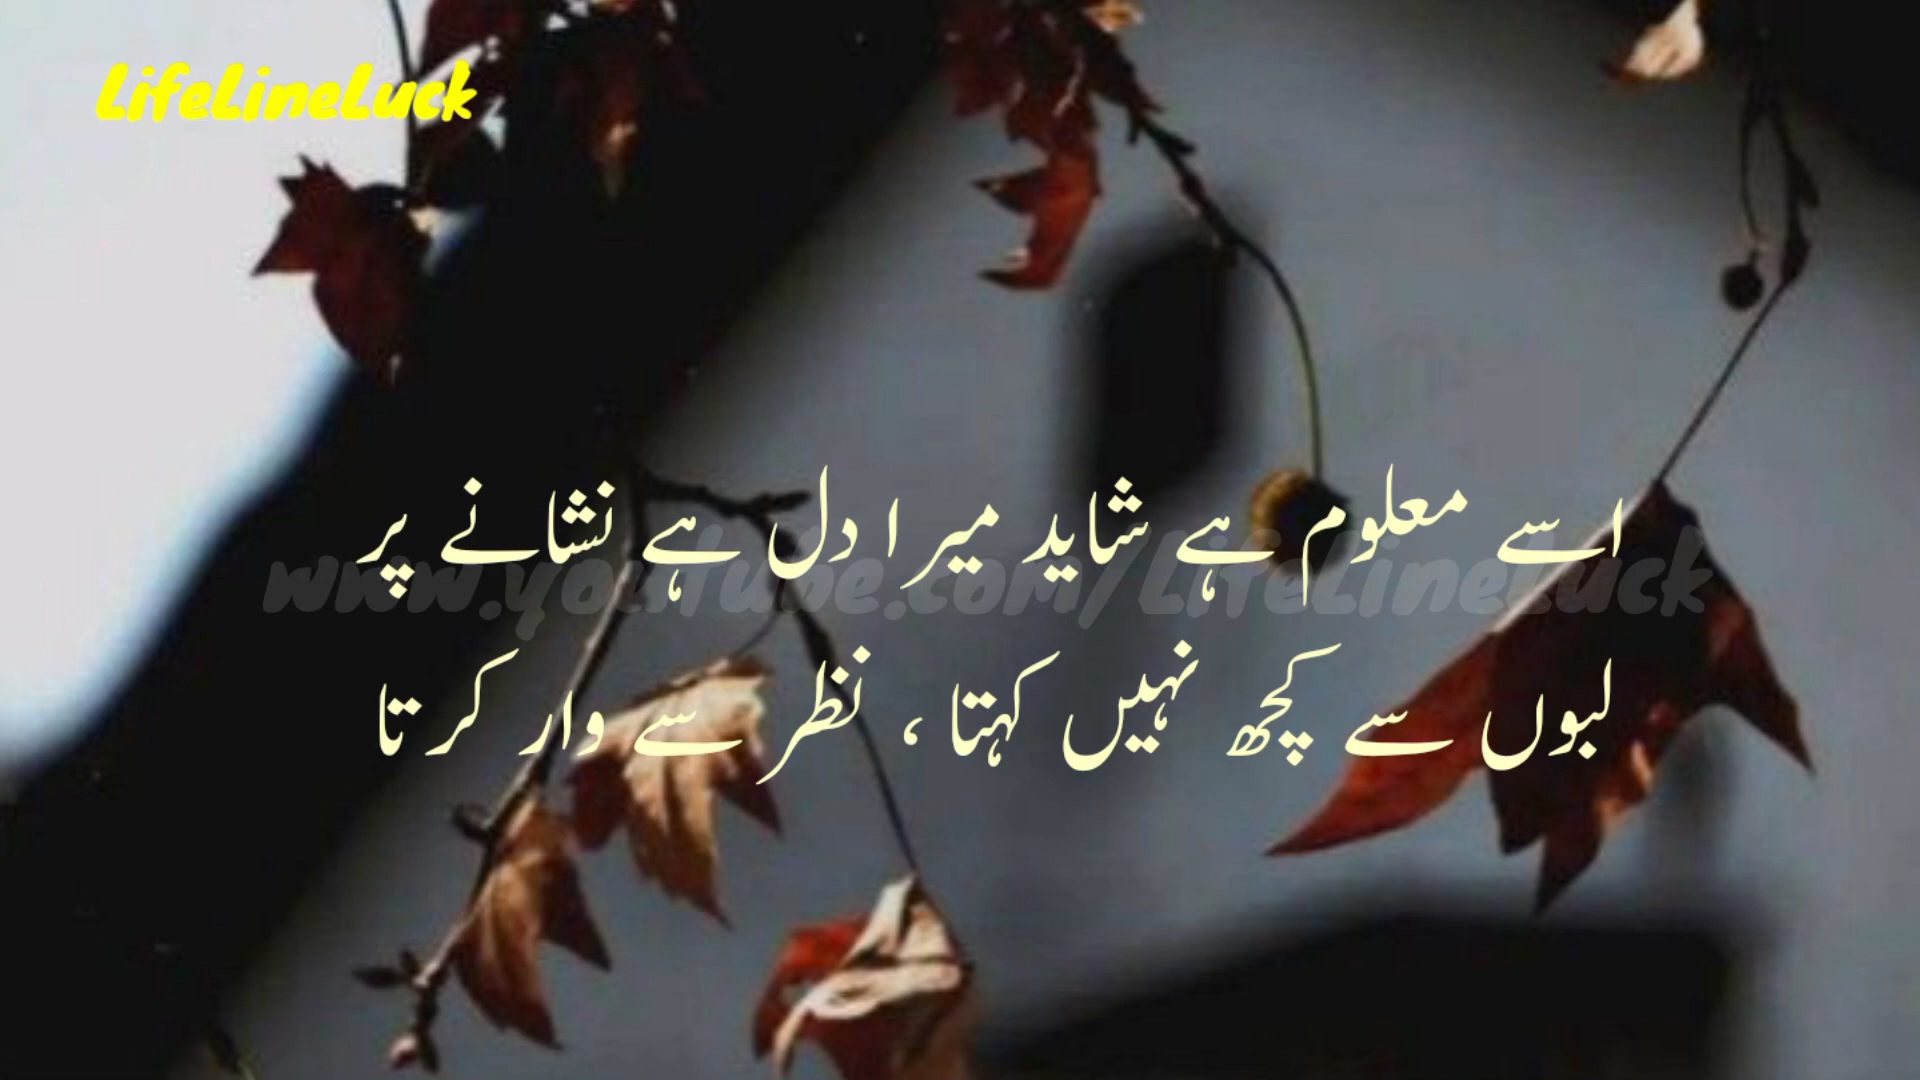 LifeLineLuck
اسے معلوم ہے شاید میرا دل ہے نشانے پر
www.youtube.com/LifeLineLuck
لبوں سے کچھ نہیں کہتا ، نظر سے وار کرتا